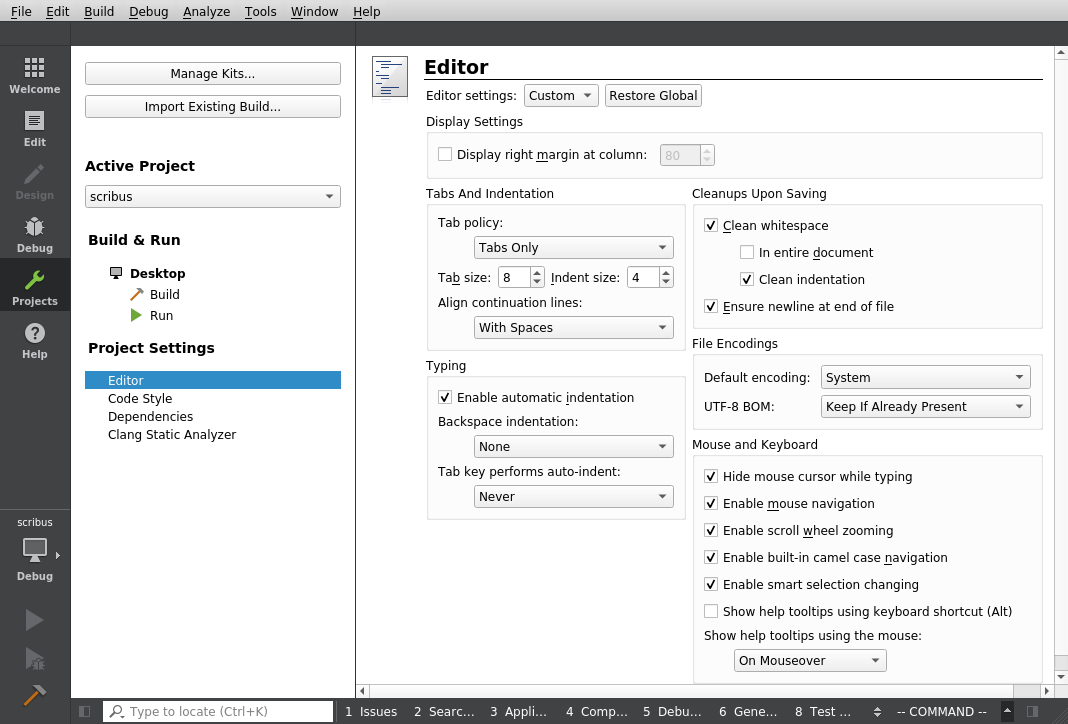 File Edit Build Debug Analyze Tools Window Help
Welcome
Edit
Design
Debug
Projects
Help
scribus
Debug
Manage Kits...
Import Existing Build...
Active Project
scribus
Build & Run
Desktop
Build
Run
Project Settings
Editor
Code Style
Dependencies
Clang Static Analyzer
Editor
Editor settings: Custom Restore Global
Display Settings
Display right margin at column: 80
Tabs And Indentation
Tab policy:
Tabs Only
Tab size: 8 Indent size: 4
Align continuation lines:
With Spaces
Typing
Enable automatic indentation
Backspace indentation:
None
Tab key performs auto-indent:
Never
Cleanups Upon Saving
Clean whitespace
In entire document
Clean indentation
Ensure newline at end of file
File Encodings
Default encoding: System
UTF-8 BOM: Keep If Already Present
Mouse and Keyboard
Hide mouse cursor while typing
Enable mouse navigation
Enable scroll wheel zooming
Enable built-in camel case navigation
Enable smart selection changing
Show help tooltips using keyboard shortcut (Alt)
Show help tooltips using the mouse:
On Mouseover
Type to locate (Ctrl+K) 1 Issues 2 Searc... 3 Appli... 4 Comp... 5 Debu... 6 Gene... 8 Test ... -- COMMAND --